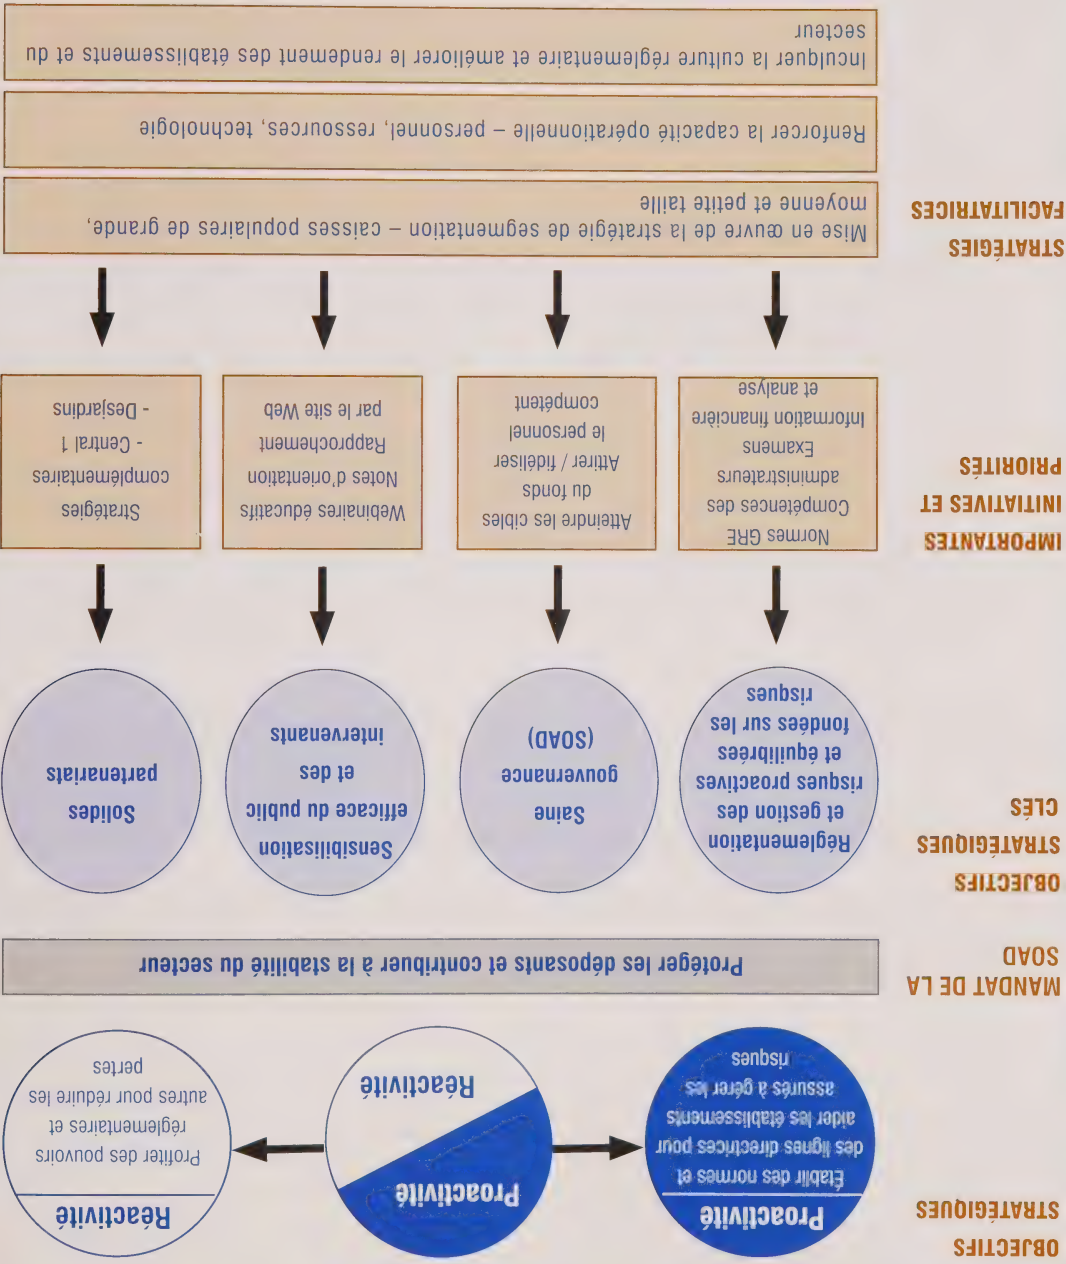 OBJECTIFS
STRATÉGIQUES
Proactivité
Établir des normes et
des lignes directrices pour
aider les établissements
assurés à gérer les
risques
Proactivité
Réactivité
Réactivité
Profiter des pouvoirs
réglementaires et
autres pour réduire les
pertes
MANDAT DE LA
SOAD
Protéger les déposants et contribuer à la stabilité du secteur
OBJECTIFS
STRATÉGIQUES
CLÉS
Réglementation
et gestion des
risques proactives
et équilibrées
fondées sur les
risques
Saine
gouvernance
(SOAD)
Sensibilisation
efficace du public
et des
intervenants
Solides
partenariats
IMPORTANTES
INITIATIVES ET
PRIORITÉS
Normes GRE
Compétences des
administrateurs
Examens
Information financière
et analyse
Atteindre les cibles
du fonds
Attirer / fidéliser
le personnel
compétent
Webinaires éducatifs
Notes d'orientation
Rapprochement
par le site Web
Stratégies
complémentaires
- Central 1
- Desjardins
STRATÉGIES
FACILITATRICES
Mise en œuvre de la stratégie de segmentation – caisses populaires de grande,
moyenne et petite taille
Renforcer la capacité opérationnelle – personnel, ressources, technologie
Inculquer la culture réglementaire et améliorer le rendement des établissements et du
secteur